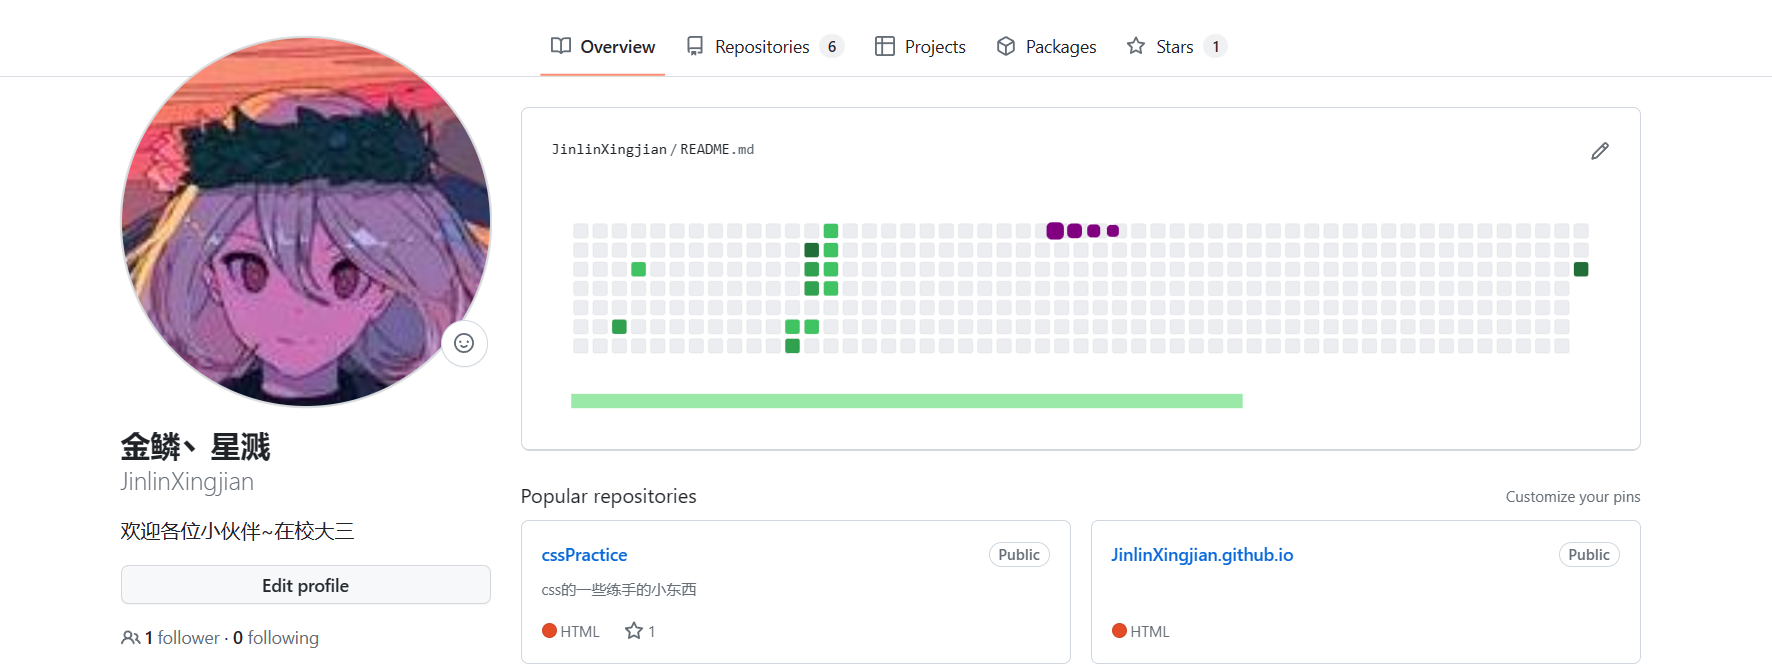 Overview Repositories 6 Projects Packages Stars 1
JinlinXingjian/README.md
金鳞丶星溅
JinlinXingjian
欢迎各位小伙伴~在校大三
Edit profile
1 follower · 0 following
Popular repositories Customize your pins
cssPractice Public
css的一些练手的小东西
HTML 1
JinlinXingjian.github.io Public
HTML